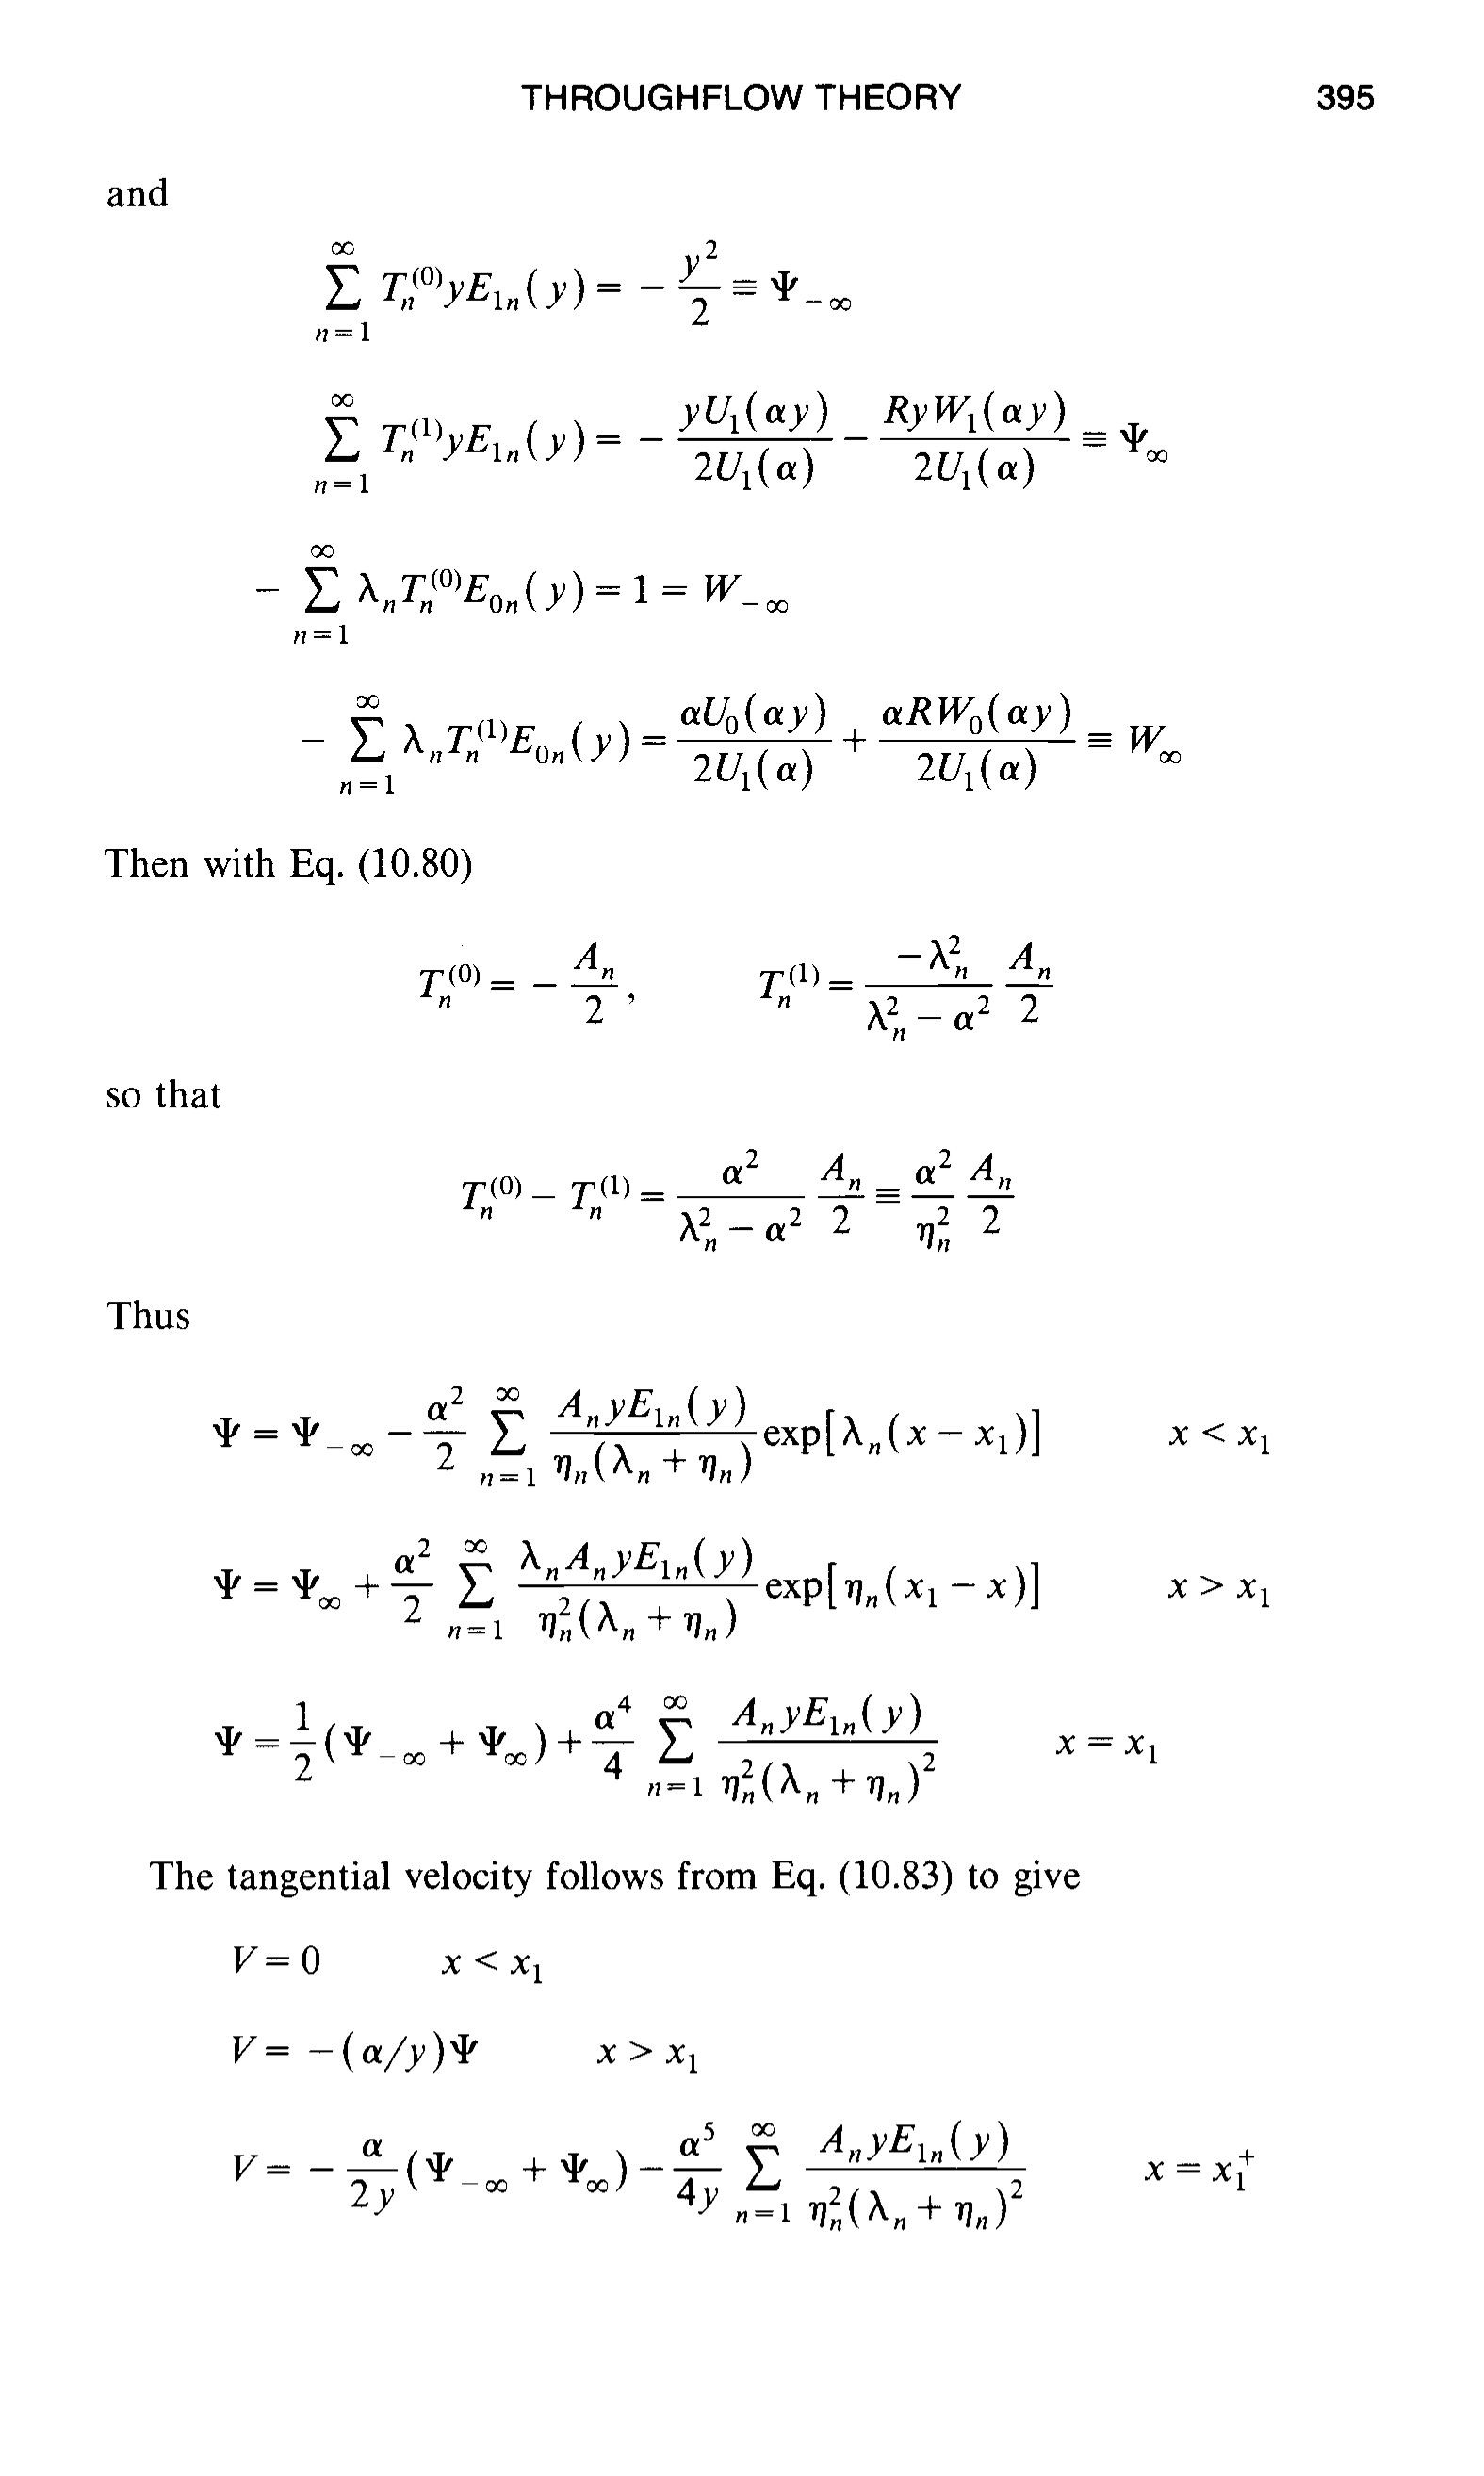 THROUGHFLOW THEORY 395
and
$\sum_{n=1}^{\infty} T_n^{(0)} y E_{1n}(y) = -\frac{y^2}{2} \equiv \Psi_{-\infty}$
$\sum_{n=1}^{\infty} T_n^{(1)} y E_{1n}(y) = -\frac{y U_1(\alpha y)}{2U_1(\alpha)} - \frac{R y W_1(\alpha y)}{2U_1(\alpha)} \equiv \Psi_{\infty}$
$-\sum_{n=1}^{\infty} \lambda_n T_n^{(0)} E_{0n}(y) = 1 = W_{-\infty}$
$-\sum_{n=1}^{\infty} \lambda_n T_n^{(1)} E_{0n}(y) = \frac{\alpha U_0(\alpha y)}{2U_1(\alpha)} + \frac{\alpha R W_0(\alpha y)}{2U_1(\alpha)} \equiv W_{\infty}$
Then with Eq. (10.80)
$T_n^{(0)} = -\frac{A_n}{2}, \qquad T_n^{(1)} = \frac{-\lambda_n^2}{\lambda_n^2 - \alpha^2} \frac{A_n}{2}$
so that
$T_n^{(0)} - T_n^{(1)} = \frac{\alpha^2}{\lambda_n^2 - \alpha^2} \frac{A_n}{2} \equiv \frac{\alpha^2}{\eta_n^2} \frac{A_n}{2}$
Thus
$\Psi = \Psi_{-\infty} - \frac{\alpha^2}{2} \sum_{n=1}^{\infty} \frac{A_n y E_{1n}(y)}{\eta_n(\lambda_n + \eta_n)} \exp[\lambda_n(x - x_1)] \qquad x < x_1$
$\Psi = \Psi_{\infty} + \frac{\alpha^2}{2} \sum_{n=1}^{\infty} \frac{\lambda_n A_n y E_{1n}(y)}{\eta_n^2(\lambda_n + \eta_n)} \exp[\eta_n(x_1 - x)] \qquad x > x_1$
$\Psi = \frac{1}{2}(\Psi_{-\infty} + \Psi_{\infty}) + \frac{\alpha^4}{4} \sum_{n=1}^{\infty} \frac{A_n y E_{1n}(y)}{\eta_n^2(\lambda_n + \eta_n)^2} \qquad x = x_1$
The tangential velocity follows from Eq. (10.83) to give
$V = 0 \qquad x < x_1$
$V = -(\alpha/y)\Psi \qquad x > x_1$
$V = -\frac{\alpha}{2y}(\Psi_{-\infty} + \Psi_{\infty}) - \frac{\alpha^5}{4y} \sum_{n=1}^{\infty} \frac{A_n y E_{1n}(y)}{\eta_n^2(\lambda_n + \eta_n)^2} \qquad x = x_1^+$